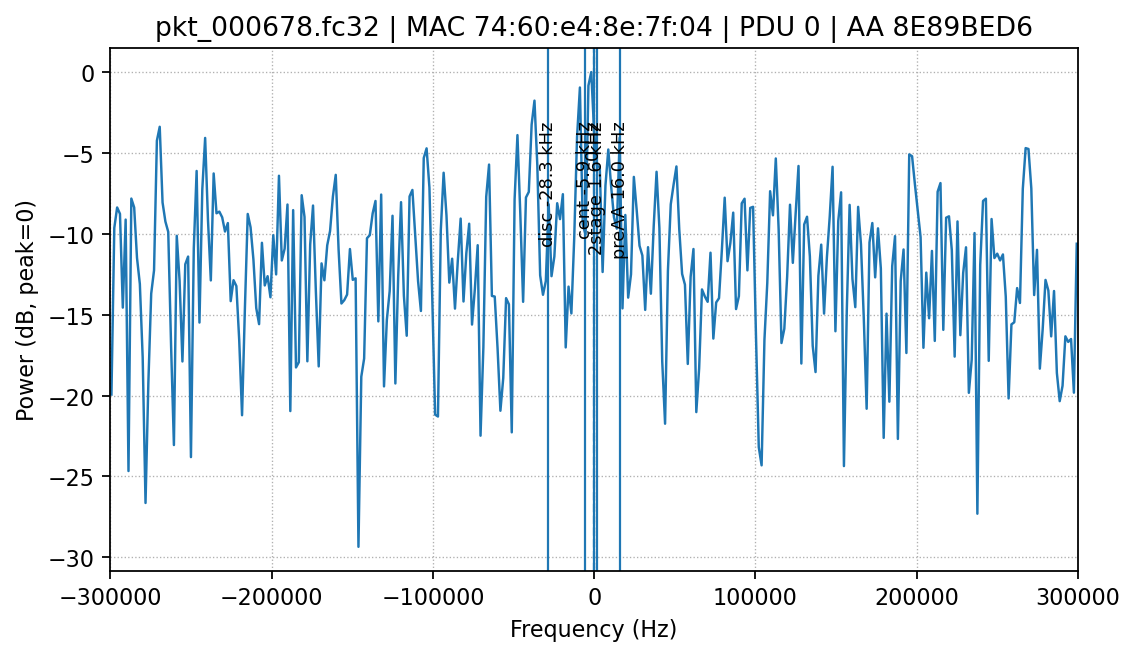 pkt_000678.fc32 | MAC 74:60:e4:8e:7f:04 | PDU 0 | AA 8E89BED6
Power (dB, peak=0)
0
−5
−10
−15
−20
−25
−30
disc -28.3 kHz
cent -5.9 kHz
2stage 1.60 kHz
preAA 16.0 kHz
−300000
−200000
−100000
0
100000
200000
300000
Frequency (Hz)